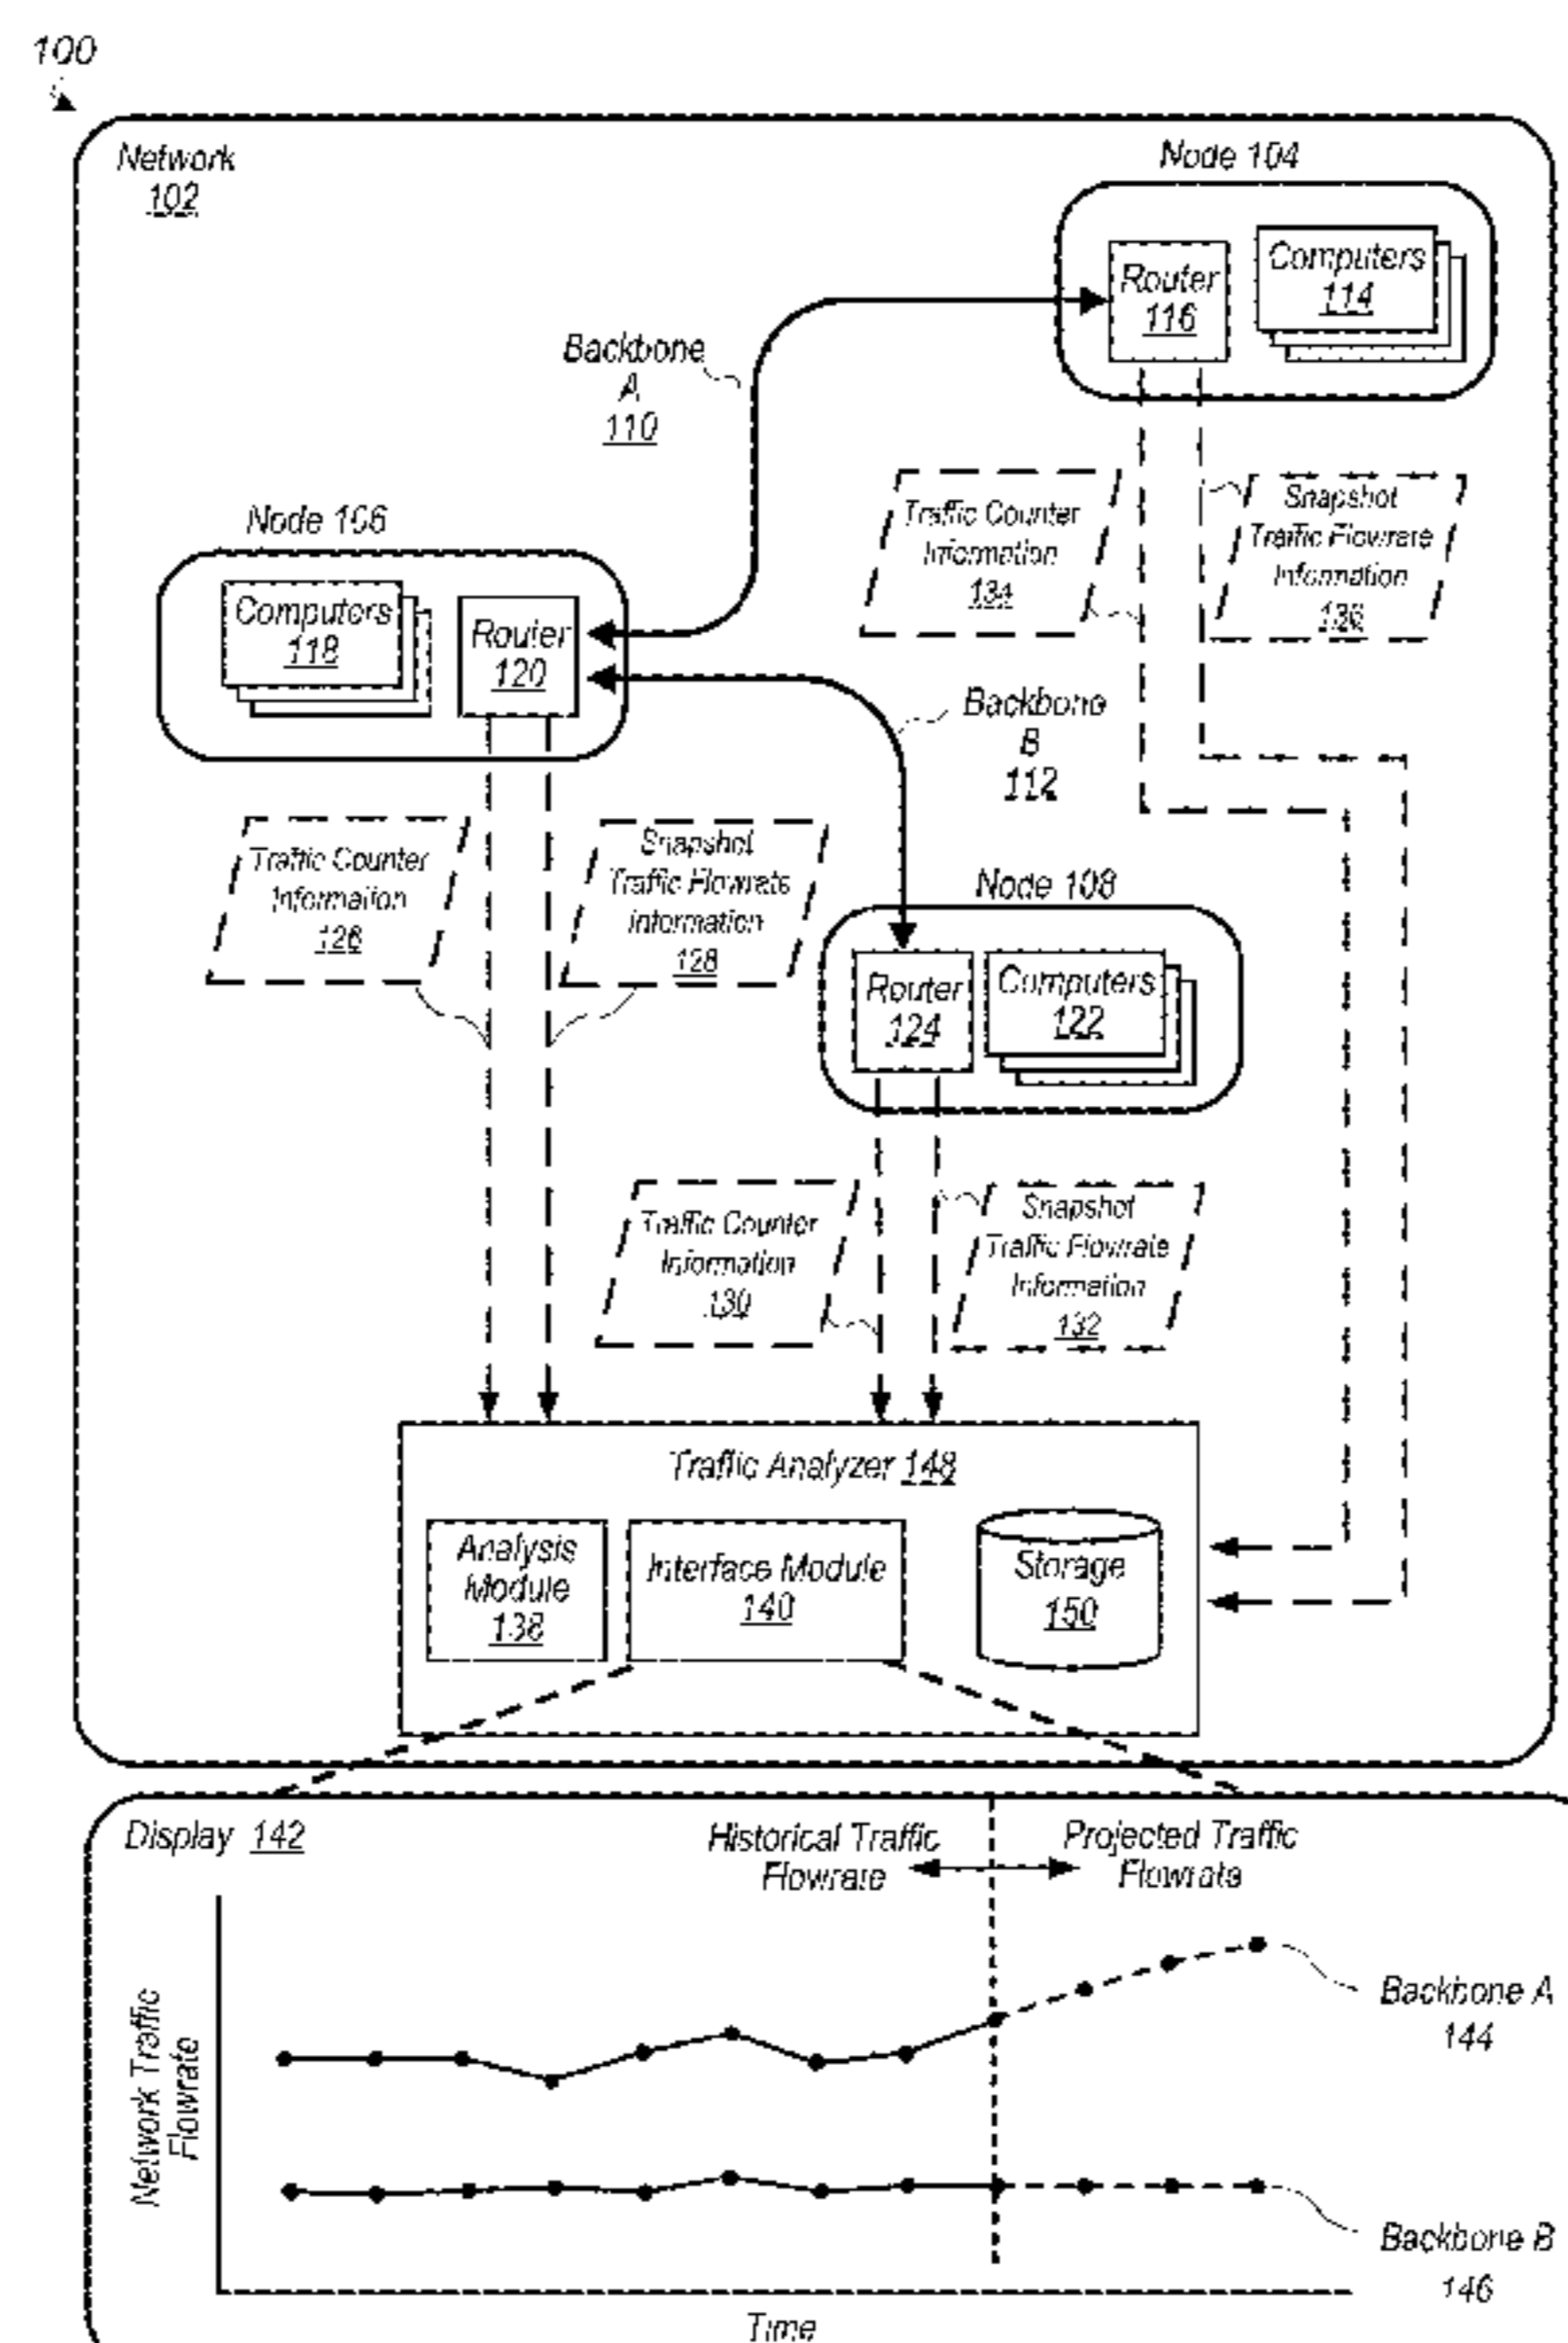 100
Network
102
Node 104
Router
116
Computers
114
Backbone
A
110
Traffic Counter
Information
134
Snapshot
Traffic Flowrate
Information
136
Node 106
Computers
118
Router
120
Backbone
B
112
Traffic Counter
Information
126
Snapshot
Traffic Flowrate
Information
128
Node 108
Router
124
Computers
122
Traffic Counter
Information
130
Snapshot
Traffic Flowrate
Information
132
Traffic Analyzer 148
Analysis
Module
138
Interface Module
140
Storage
150
Display 142
Historical Traffic
Flowrate
Projected Traffic
Flowrate
Network Traffic
Flowrate
Backbone A
144
Backbone B
146
Time